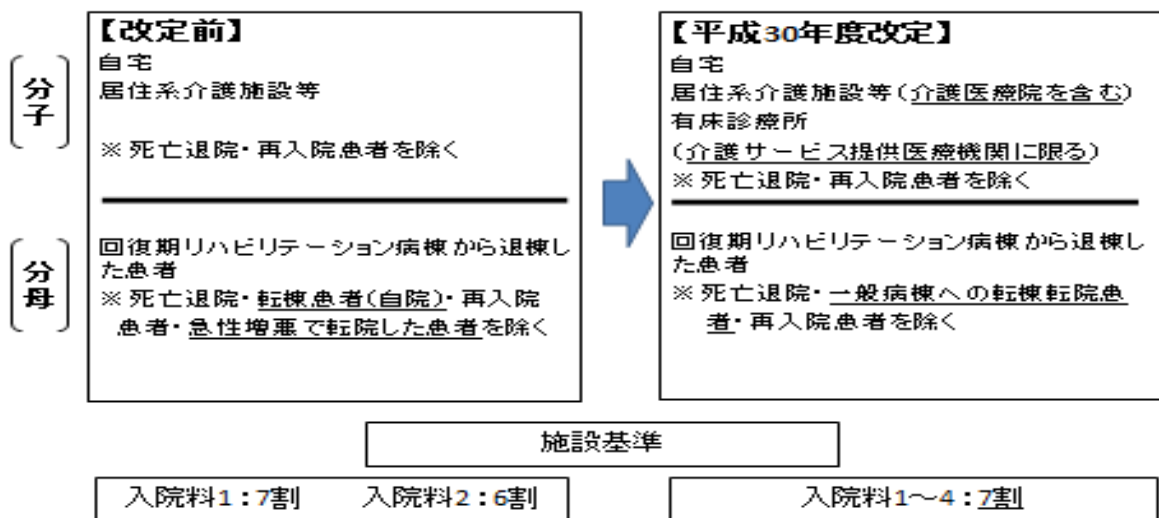 【改定前】
分子
自宅
居住系介護施設等
※死亡退院・再入院患者を除く
分母
回復期リハビリテーション病棟から退棟し
た患者
※死亡退院・転棟患者(自院)・再入院
患者・急性増悪で転院した患者を除く
【平成30年度改定】
自宅
居住系介護施設等(介護医療院を含む)
有床診療所
(介護サービス提供医療機関に限る)
※死亡退院・再入院患者を除く
回復期リハビリテーション病棟から退棟し
た患者
※死亡退院・一般病棟への転棟転院患
者・再入院患者を除く
施設基準
入院料1：7割　入院料2：6割
入院料1～4：7割